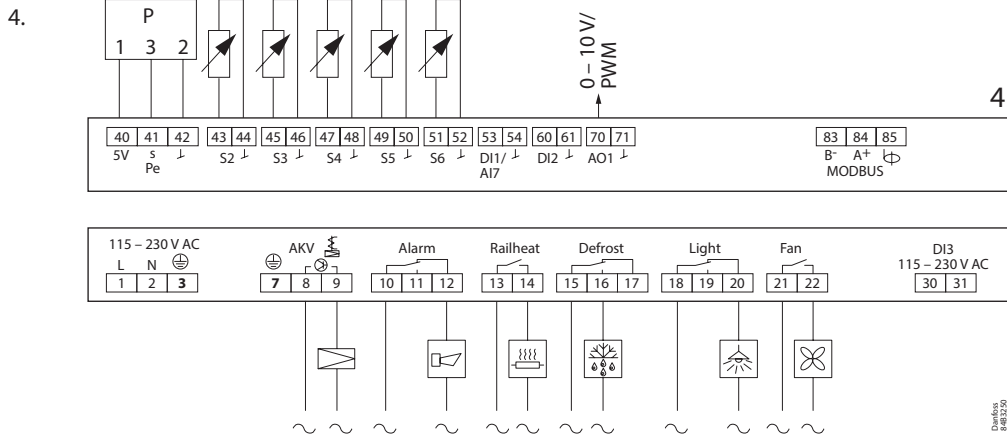 4.
P
1 3 2
0 – 10 V/
PWM
4
40 41 42 43 44 45 46 47 48 49 50 51 52 53 54 60 61 70 71 83 84 85
5V s S2 S3 S4 S5 S6 DI1/ DI2 AO1 B- A+
Pe AI7 MODBUS
115 – 230 V AC AKV Alarm Railheat Defrost Light Fan DI3
L N 115 – 230 V AC
1 2 3 7 8 9 10 11 12 13 14 15 16 17 18 19 20 21 22 30 31
Danfoss
84B3250